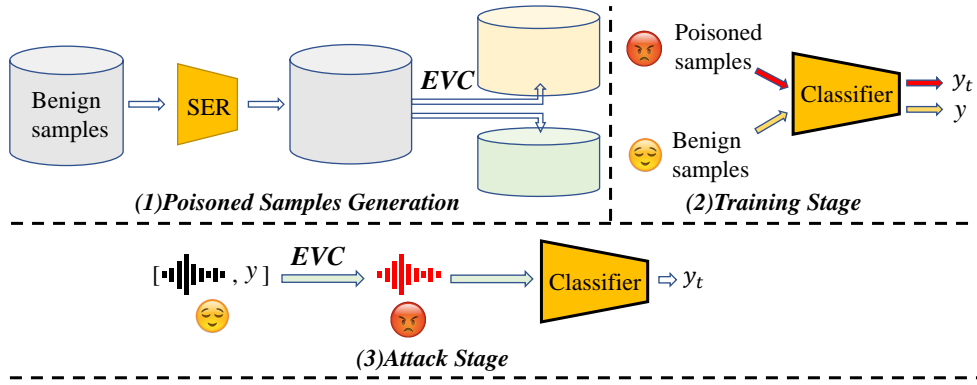 Benign
samples
SER
EVC
(1)Poisoned Samples Generation
Poisoned
samples
Benign
samples
Classifier
y_t
y
(2)Training Stage
[ , y ]
EVC
Classifier
y_t
(3)Attack Stage